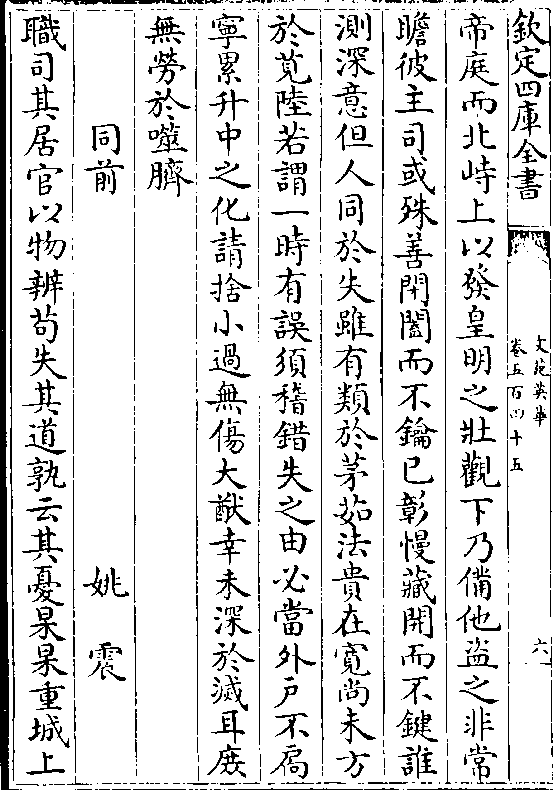 欽定四庫全書
文苑英華
卷五百四十五
六
帝庭而北峙上以發皇明之壯觀下乃備他盜之非常
瞻彼主司或殊善閉闔而不鑰已彰慢藏開而不鍵誰
測深意但人同於失雖有類於茅茹法貴在寬尚未方
於莧陸若謂一時有誤須稽錯失之由必當外戶不扃
寧累升中之化請捨小過無傷大猷幸未深於滅耳庻
無勞於噬臍
同前
姚震
職司其居官以物辨苟失其道孰云其憂杲杲重城上